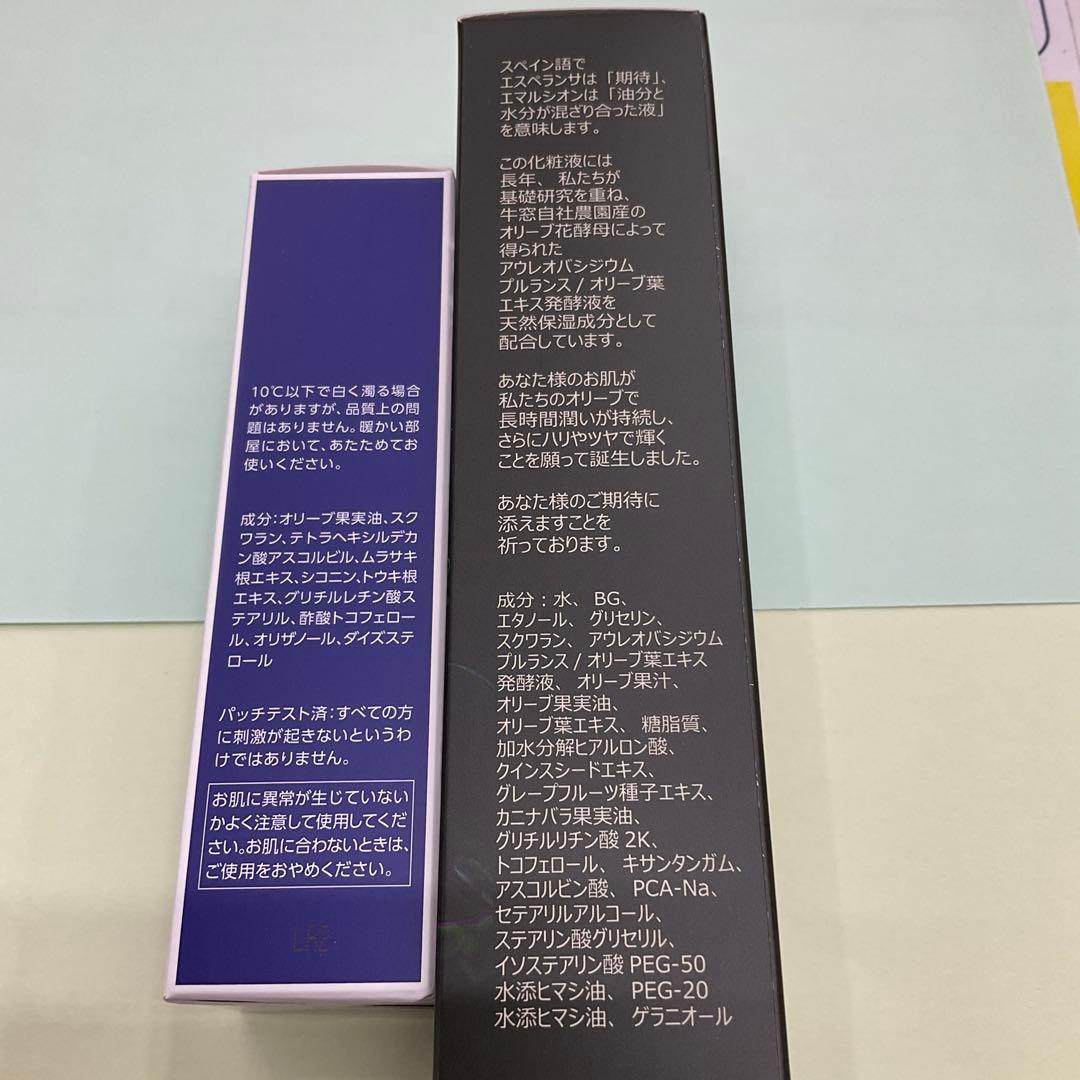 10℃以下で白く濁る場合
がありますが、品質上の問
題はありません。暖かい部
屋において、あたためてお
使いください。
成分：オリーブ果実油、スク
ワラン、テトラヘキシルデカ
ン酸アスコルビル、ムラサキ
根エキス、シコニン、トウキ根
エキス、グリチルレチン酸ス
テアリル、酢酸トコフェロー
ル、オリザノール、ダイズステ
ロール
パッチテスト済：すべての方
に刺激が起きないというわ
けではありません。
お肌に異常が生じていない
かよく注意して使用してくだ
さい。お肌に合わないときは、
ご使用をおやめください。
スペイン語で
エスペランサは「期待」、
エマルシオンは「油分と
水分が混ざり合った液」
を意味します。
この化粧液には
長年、私たちが
基礎研究を重ね、
牛窓自社農園産の
オリーブ花酵母によって
得られた
アウレオバシジウム
プルランス / オリーブ葉
エキス発酵液を
天然保湿成分として
配合しています。
あなた様のお肌が
私たちのオリーブで
長時間潤いが持続し、
さらにハリやツヤで輝く
ことを願って誕生しました。
あなた様のご期待に
添えますことを
祈っております。
成分：水、BG、
エタノール、グリセリン、
スクワラン、アウレオバシジウム
プルランス / オリーブ葉エキス
発酵液、オリーブ果汁、
オリーブ果実油、
オリーブ葉エキス、糖脂質、
加水分解ヒアルロン酸、
クインスシードエキス、
グレープフルーツ種子エキス、
カニナバラ果実油、
グリチルリチン酸 2K、
トコフェロール、キサンタンガム、
アスコルビン酸、PCA-Na、
セテアリルアルコール、
ステアリン酸グリセリル、
イソステアリン酸 PEG-50
水添ヒマシ油、PEG-20
水添ヒマシ油、ゲラニオール